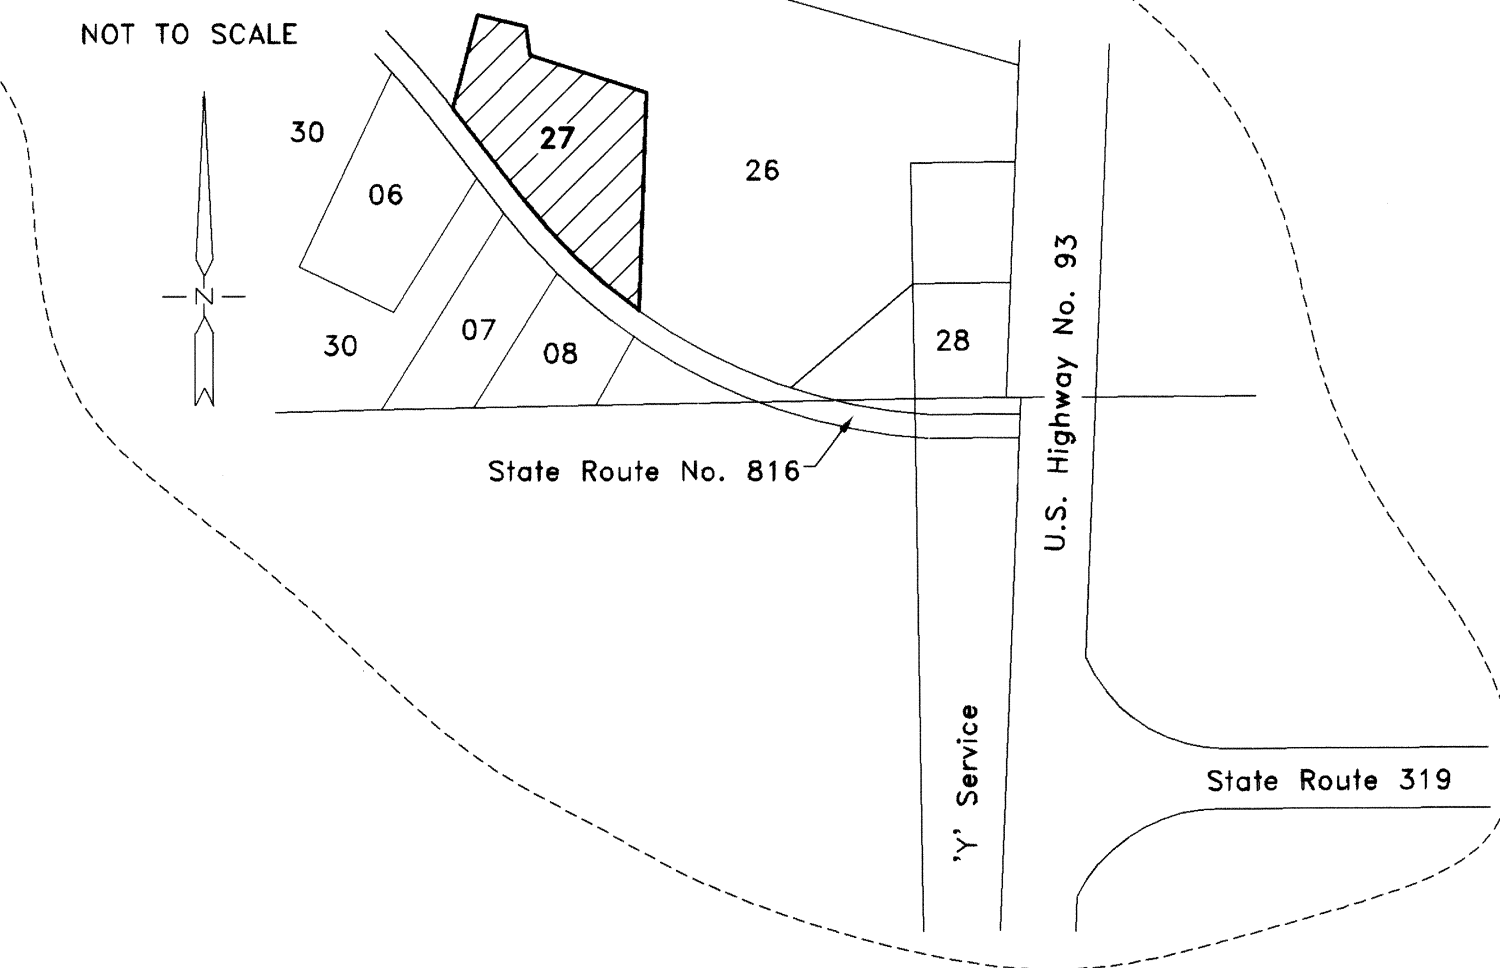 NOT TO SCALE
30
27
26
06
N
30
07
08
28
U.S. Highway No. 93
State Route No. 816
'Y' Service
State Route 319